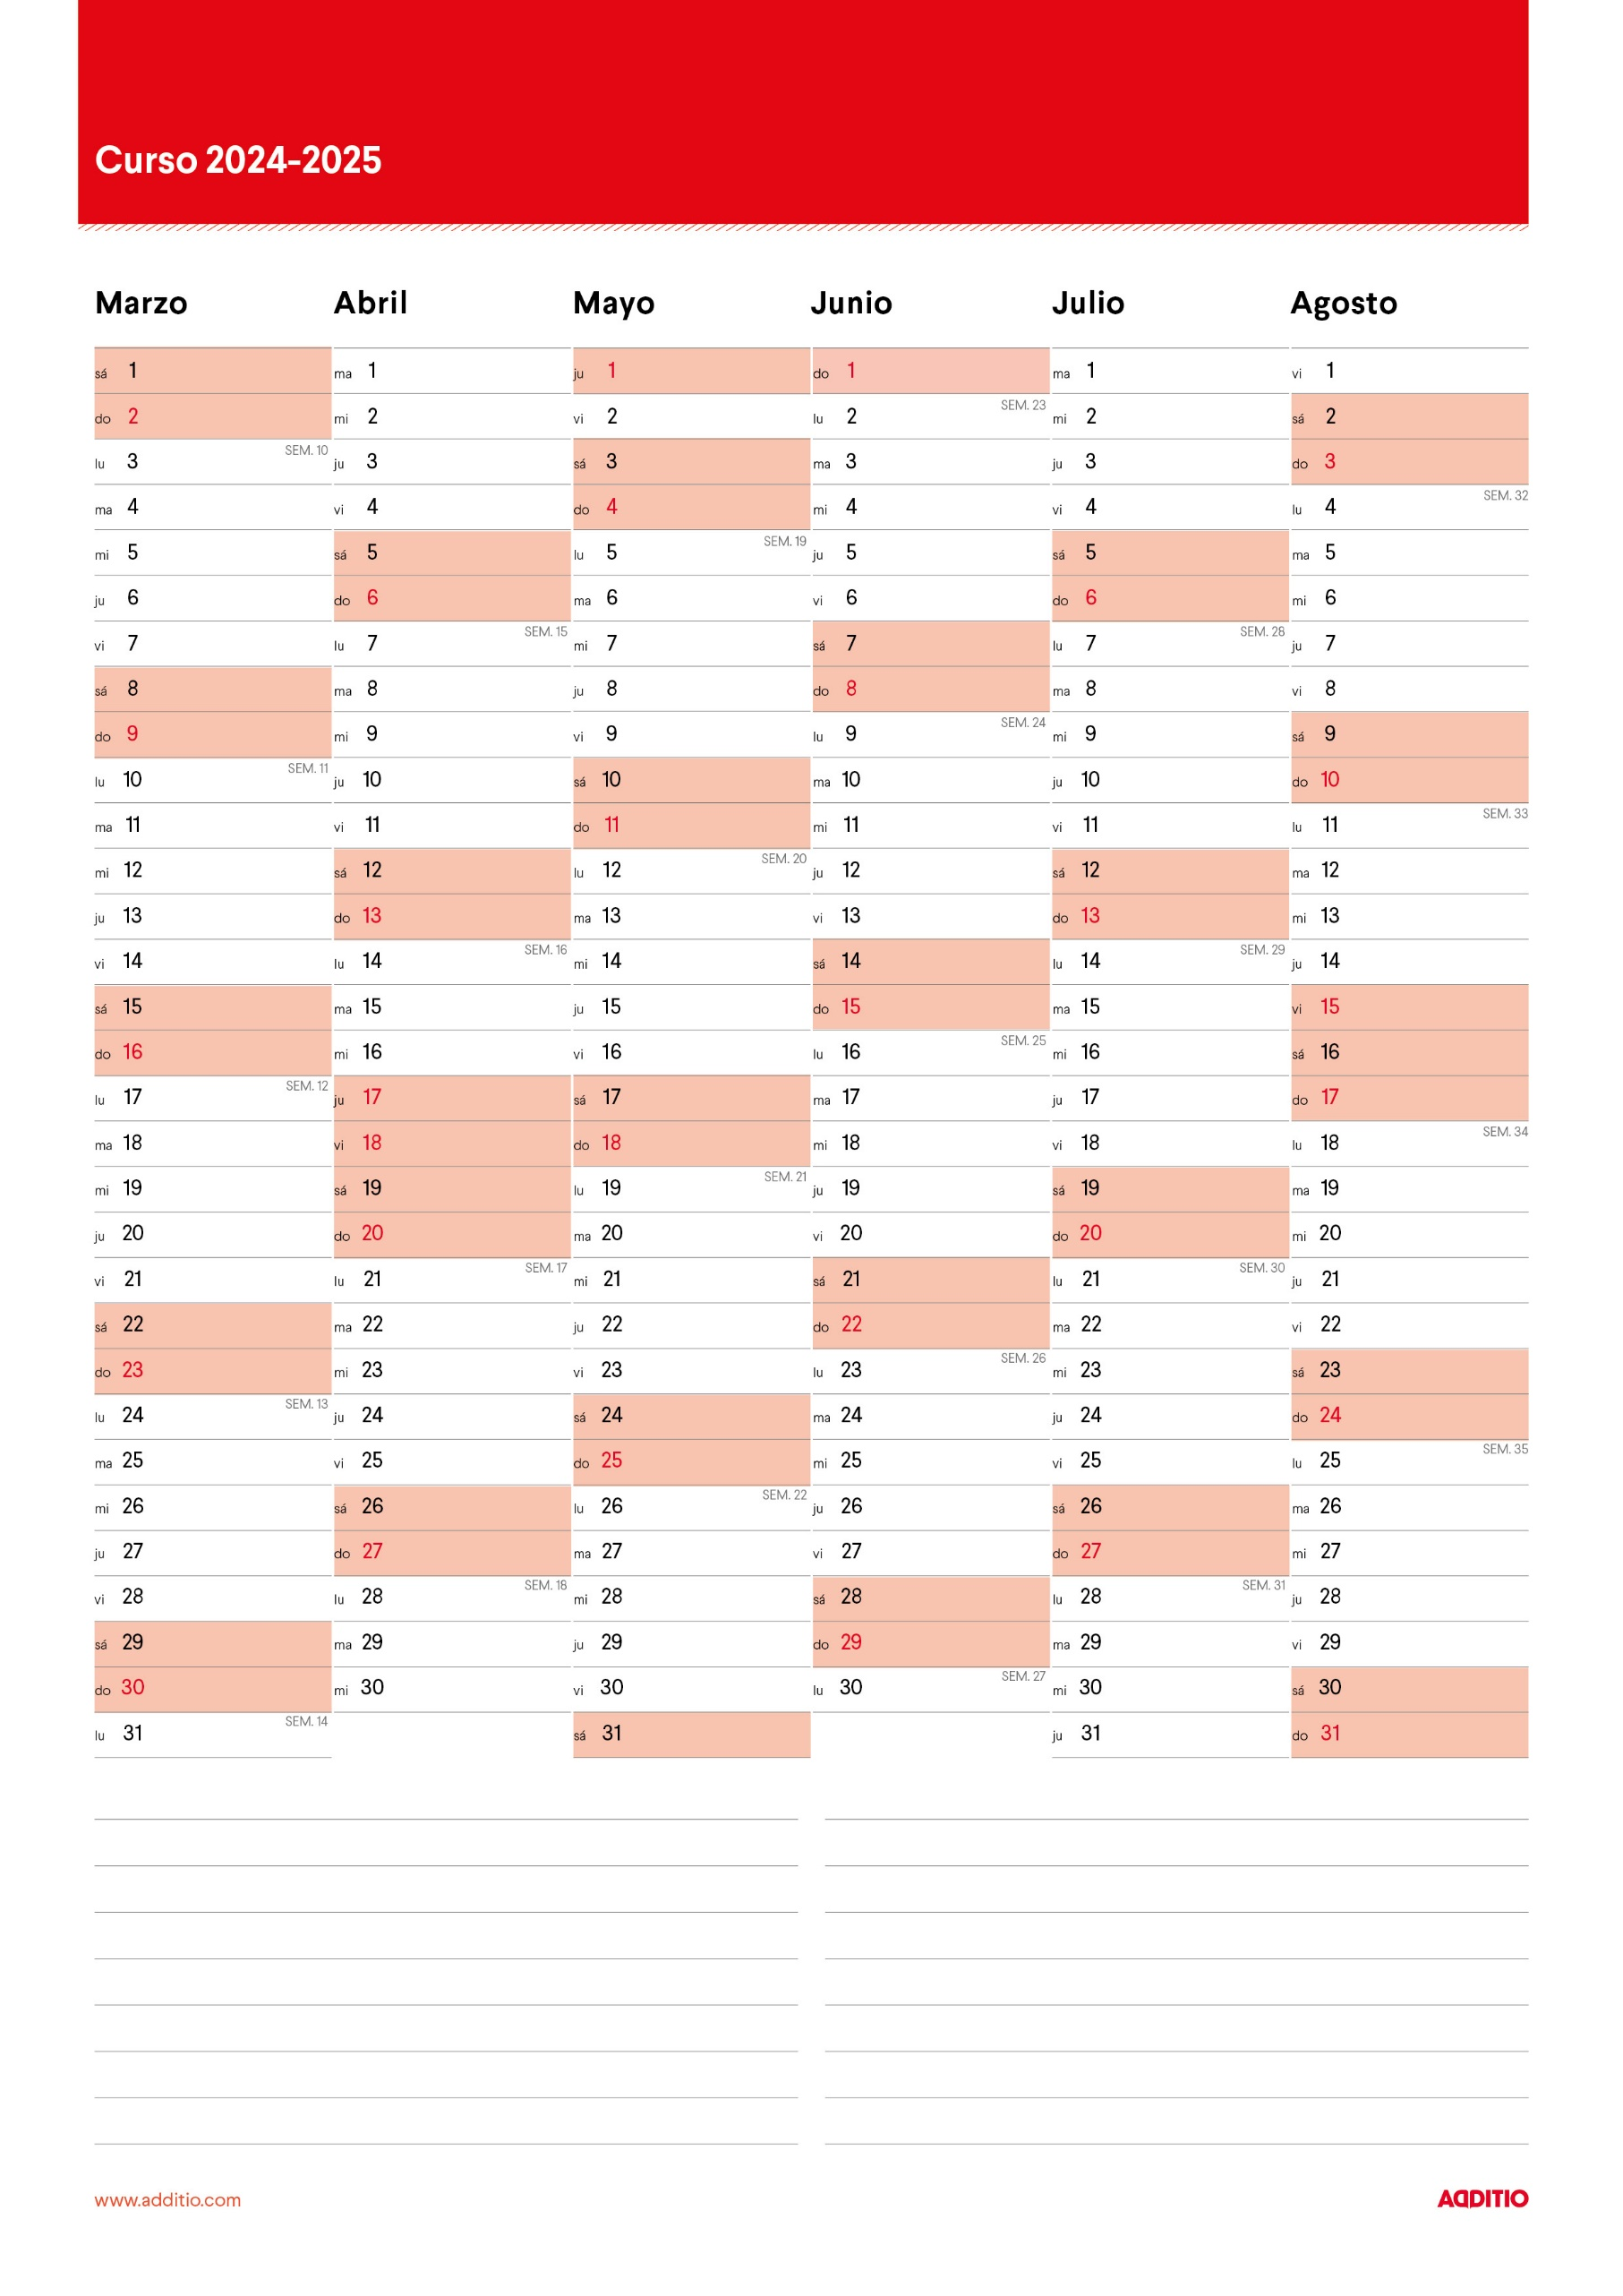 Curso 2024-2025
Marzo Abril Mayo Junio Julio Agosto
sá 1 ma 1 ju 1 do 1 ma 1 vi 1
do 2 mi 2 vi 2 lu 2 SEM. 23 mi 2 sá 2
lu 3 SEM. 10 ju 3 sá 3 ma 3 ju 3 do 3
ma 4 vi 4 do 4 mi 4 vi 4 lu 4 SEM. 32
mi 5 sá 5 lu 5 SEM. 19 ju 5 sá 5 ma 5
ju 6 do 6 ma 6 vi 6 do 6 mi 6
vi 7 lu 7 SEM. 15 mi 7 sá 7 lu 7 SEM. 28 ju 7
sá 8 ma 8 ju 8 do 8 ma 8 vi 8
do 9 mi 9 vi 9 lu 9 SEM. 24 mi 9 sá 9
lu 10 SEM. 11 ju 10 sá 10 ma 10 ju 10 do 10
ma 11 vi 11 do 11 mi 11 vi 11 lu 11 SEM. 33
mi 12 sá 12 lu 12 SEM. 20 ju 12 sá 12 ma 12
ju 13 do 13 ma 13 vi 13 do 13 mi 13
vi 14 lu 14 SEM. 16 mi 14 sá 14 lu 14 SEM. 29 ju 14
sá 15 ma 15 ju 15 do 15 ma 15 vi 15
do 16 mi 16 vi 16 lu 16 SEM. 25 mi 16 sá 16
lu 17 SEM. 12 ju 17 sá 17 ma 17 ju 17 do 17
ma 18 vi 18 do 18 mi 18 vi 18 lu 18 SEM. 34
mi 19 sá 19 lu 19 SEM. 21 ju 19 sá 19 ma 19
ju 20 do 20 ma 20 vi 20 do 20 mi 20
vi 21 lu 21 SEM. 17 mi 21 sá 21 lu 21 SEM. 30 ju 21
sá 22 ma 22 ju 22 do 22 ma 22 vi 22
do 23 mi 23 vi 23 lu 23 SEM. 26 mi 23 sá 23
lu 24 SEM. 13 ju 24 sá 24 ma 24 ju 24 do 24
ma 25 vi 25 do 25 mi 25 vi 25 lu 25 SEM. 35
mi 26 sá 26 lu 26 SEM. 22 ju 26 sá 26 ma 26
ju 27 do 27 ma 27 vi 27 do 27 mi 27
vi 28 lu 28 SEM. 18 mi 28 sá 28 lu 28 SEM. 31 ju 28
sá 29 ma 29 ju 29 do 29 ma 29 vi 29
do 30 mi 30 vi 30 lu 30 SEM. 27 mi 30 sá 30
lu 31 SEM. 14 sá 31 ju 31 do 31
www.additio.com ADDITIO